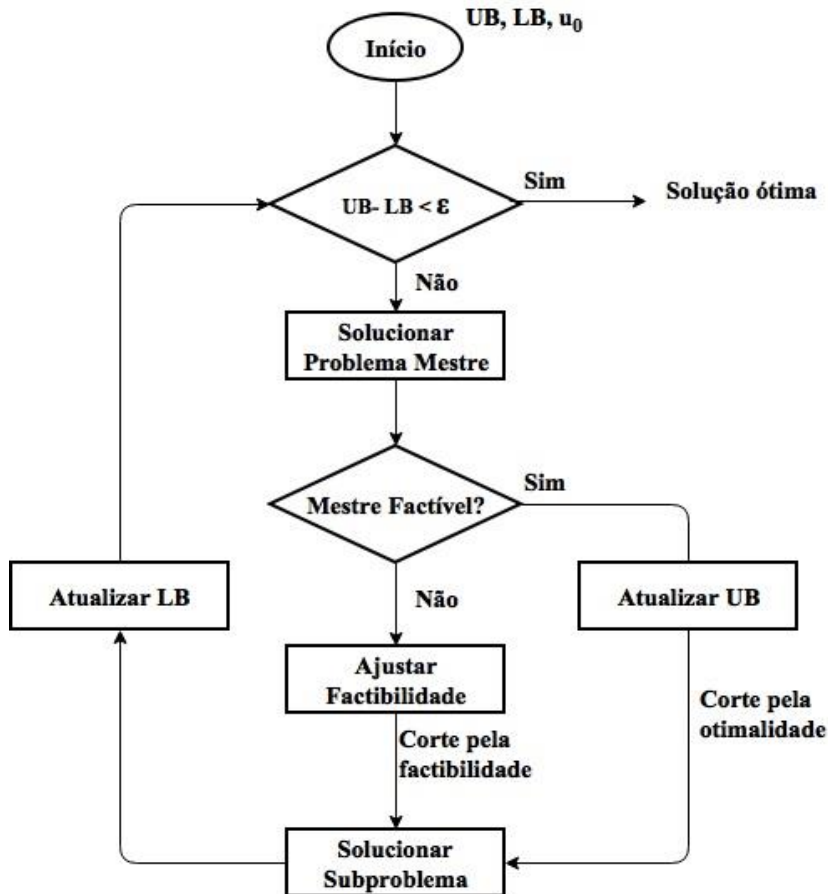 UB, LB, u₀
Início
UB- LB < ε
Sim
Solução ótima
Não
Solucionar
Problema Mestre
Mestre Factível?
Sim
Não
Atualizar LB
Atualizar UB
Ajustar
Factibilidade
Corte pela
otimalidade
Corte pela
factibilidade
Solucionar
Subproblema